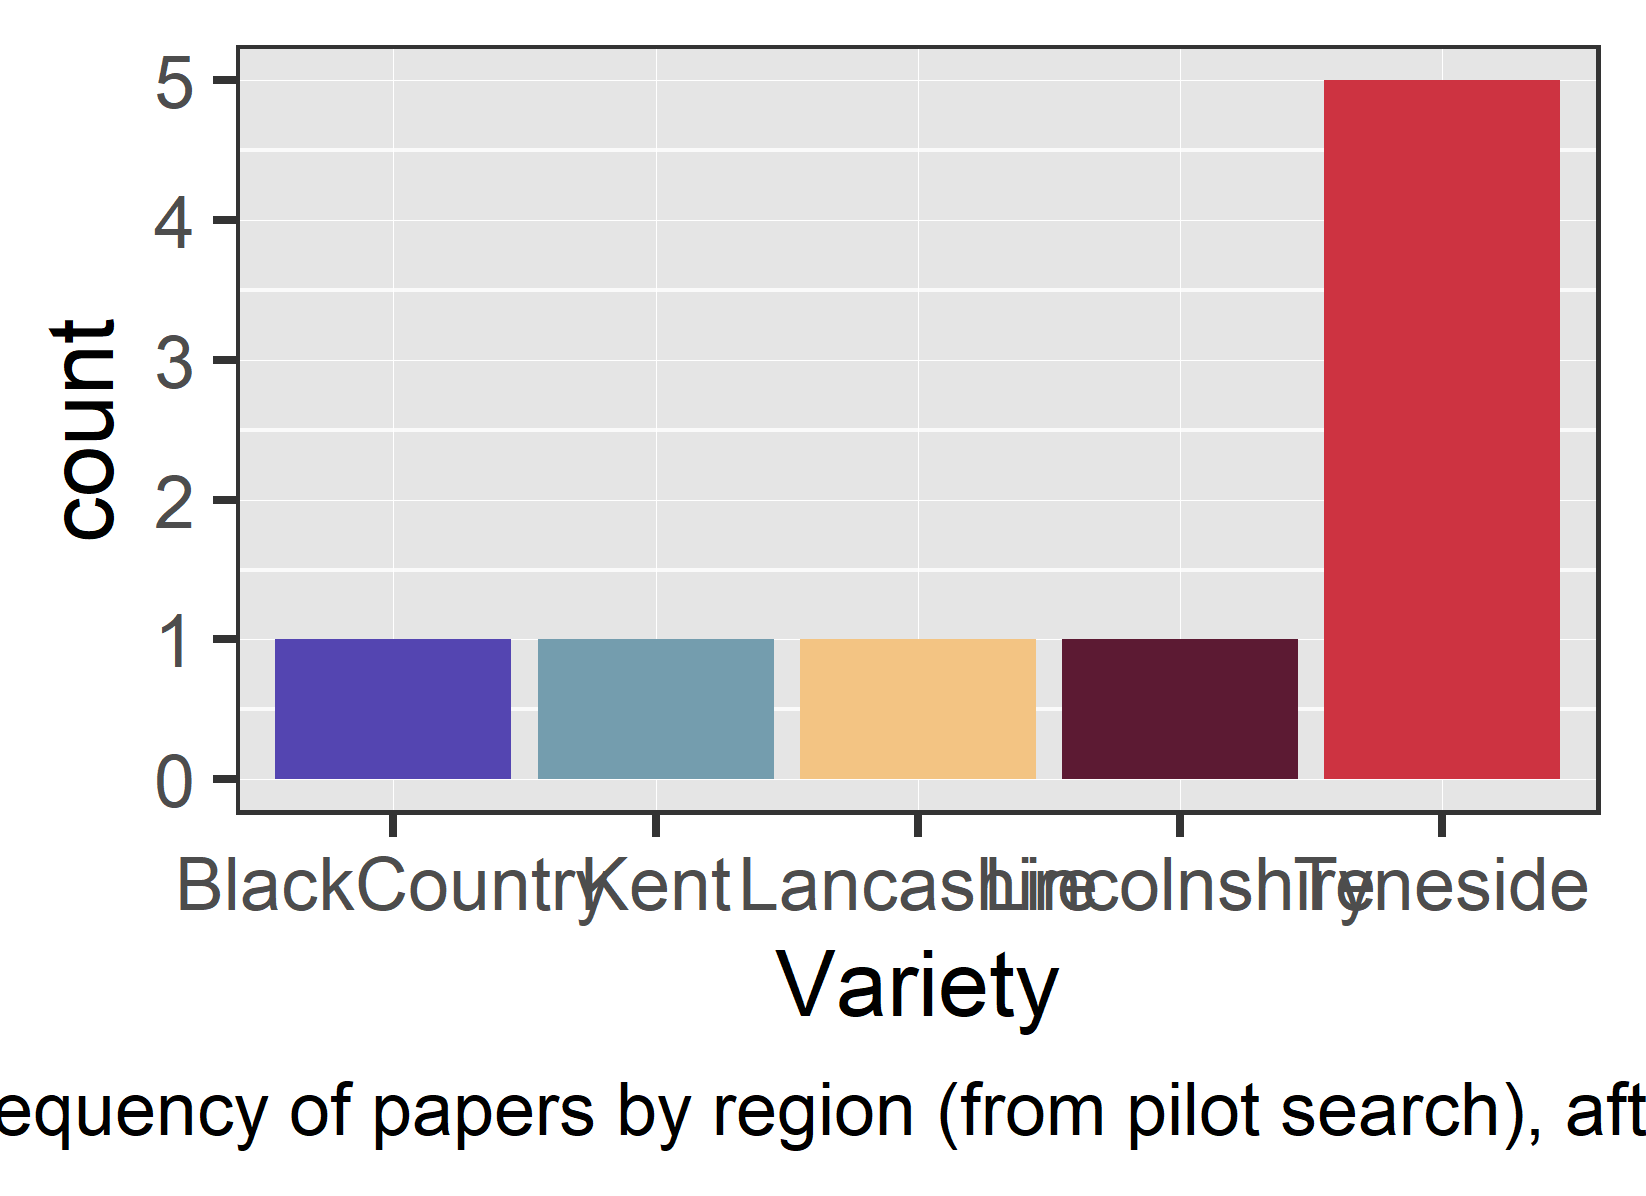 5
4
3
2
1
0
count
BlackCountry Kent Lancashire Lincolnshire Tyneside
Variety
equency of papers by region (from pilot search), aft